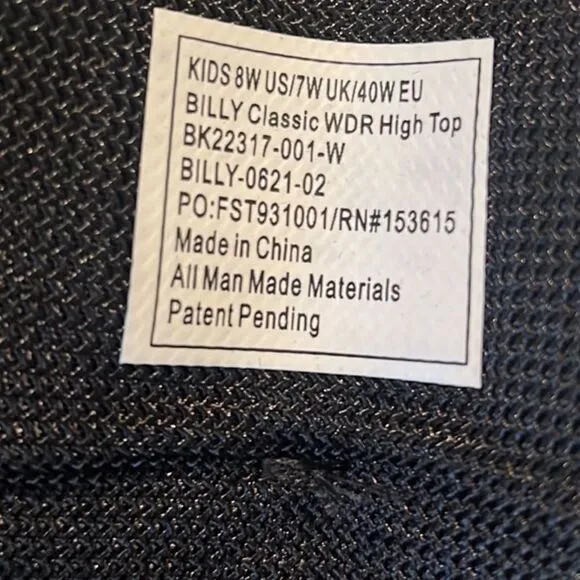 KIDS 8W US/7W UK/40W EU
BILLY Classic WDR High Top
BK22317-001-W
BILLY-0621-02
PO:FST931001/RN#153615
Made in China
All Man Made Materials
Patent Pending